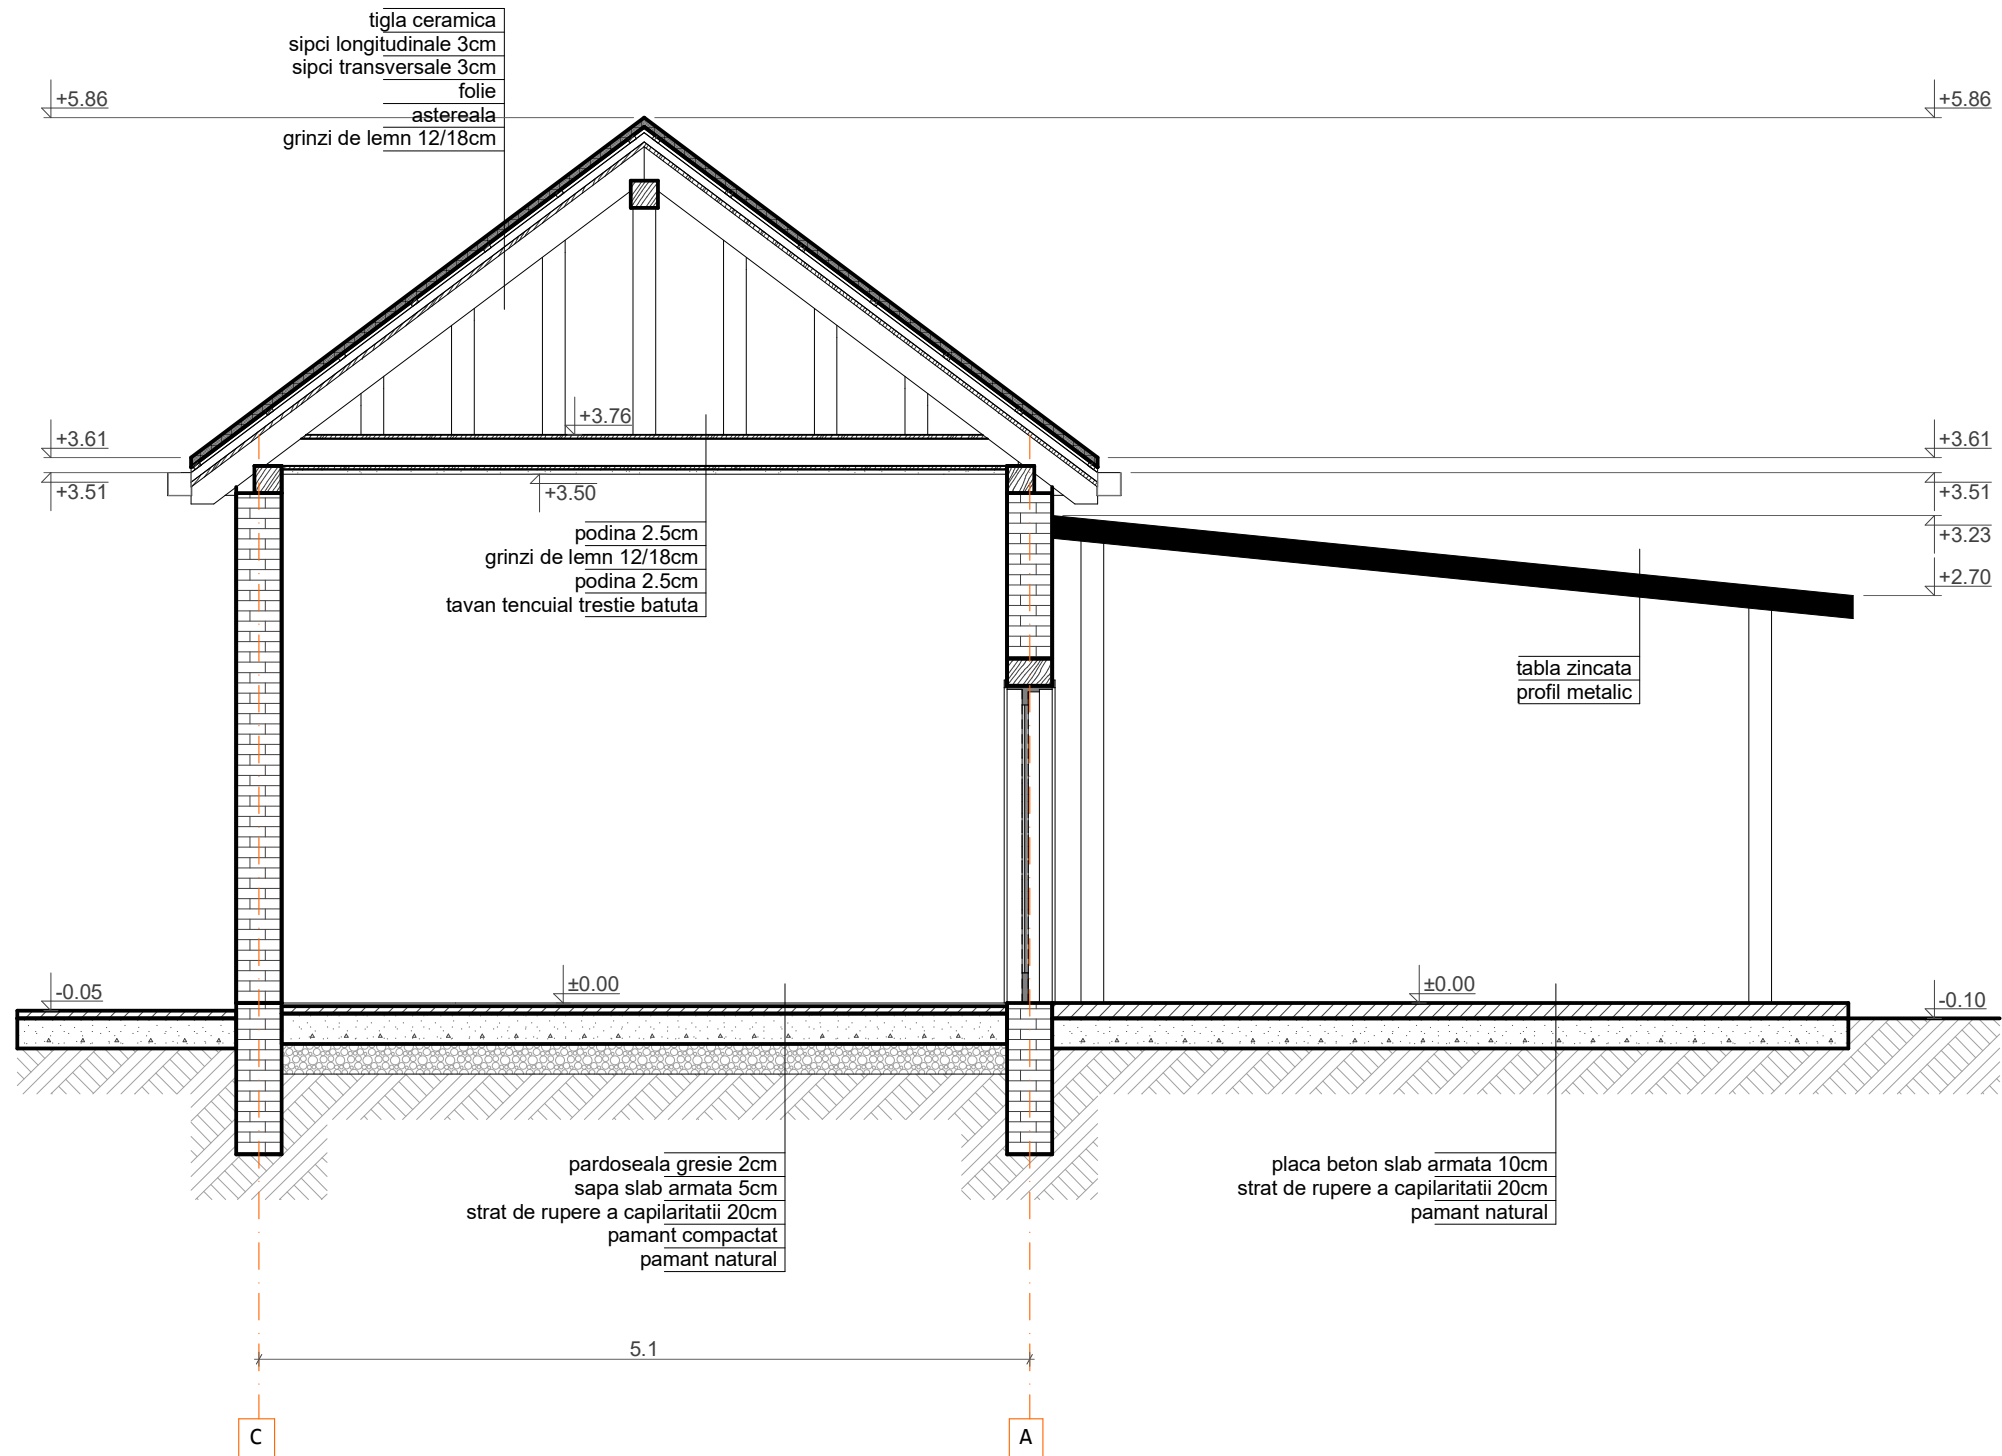 tigla ceramica
sipci longitudinale 3cm
sipci transversale 3cm
folie
astereala
grinzi de lemn 12/18cm
+5.86
+5.86
+3.76
+3.61
+3.61
+3.51
+3.50
+3.51
podina 2.5cm
grinzi de lemn 12/18cm
podina 2.5cm
tavan tencuial trestie batuta
+3.23
+2.70
tabla zincata
profil metalic
-0.05
±0.00
±0.00
-0.10
pardoseala gresie 2cm
sapa slab armata 5cm
strat de rupere a capilaritatii 20cm
pamant compactat
pamant natural
placa beton slab armata 10cm
strat de rupere a capilaritatii 20cm
pamant natural
5.1
C
A